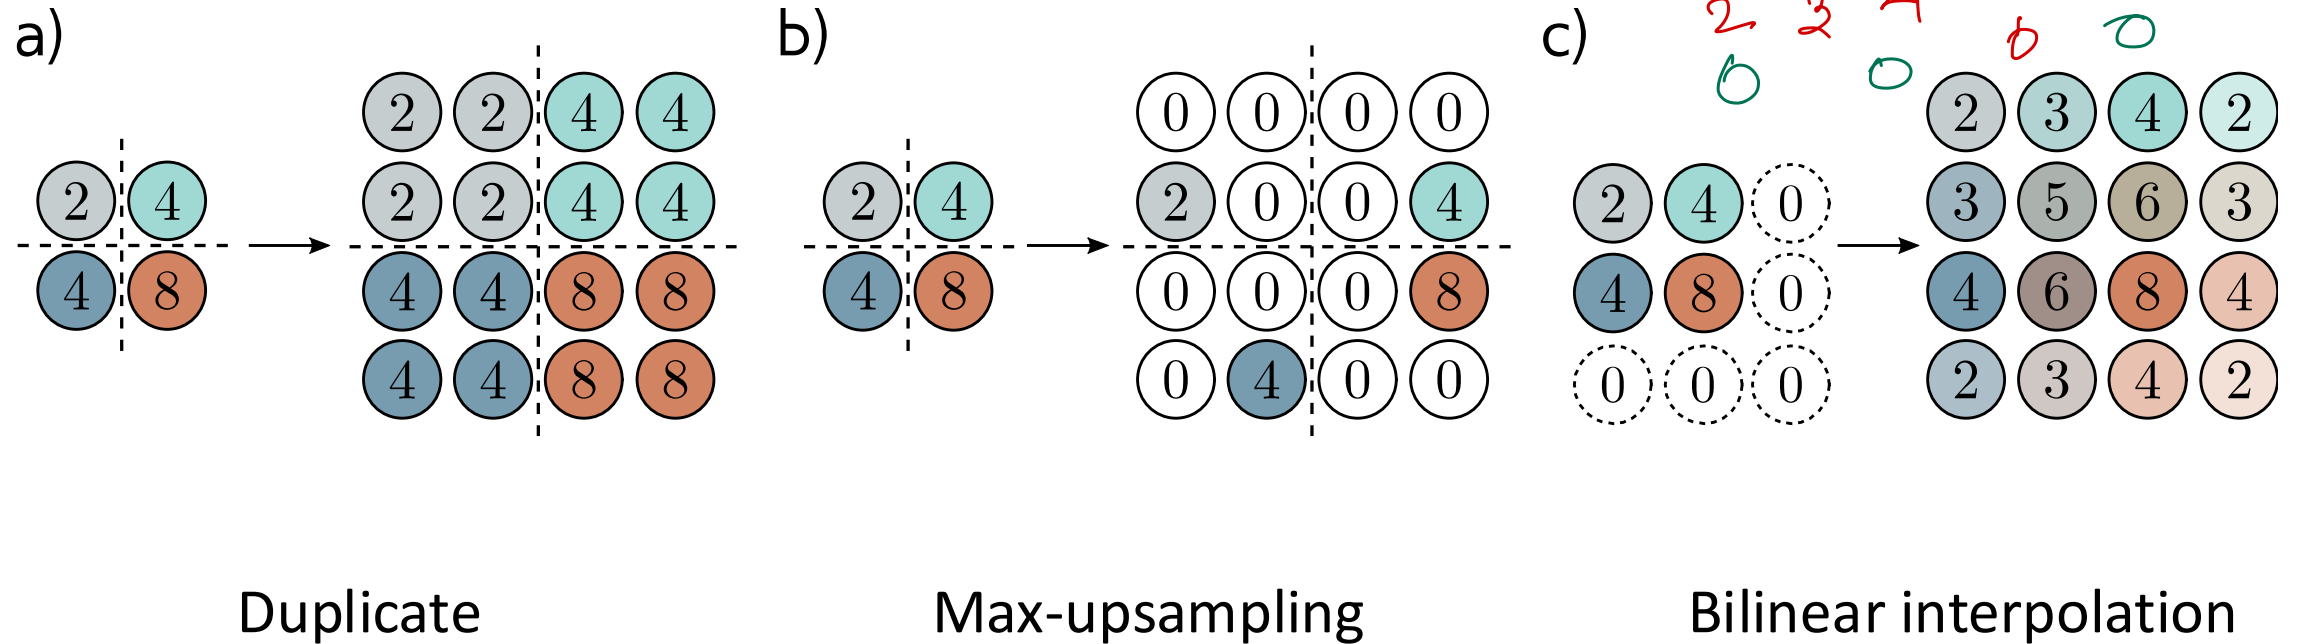 a)
2 2 4 4
2 4
2 2 4 4
4 8
4 4 8 8
4 4 8 8
Duplicate
b)
0 0 0 0
2 4
2 0 0 4
4 8
0 0 0 8
0 4 0 0
Max-upsampling
c)
2 3
0 0
0 0
2 3 4 2
2 4 0
3 5 6 3
4 8 0
4 6 8 4
0 0 0
2 3 4 2
Bilinear interpolation